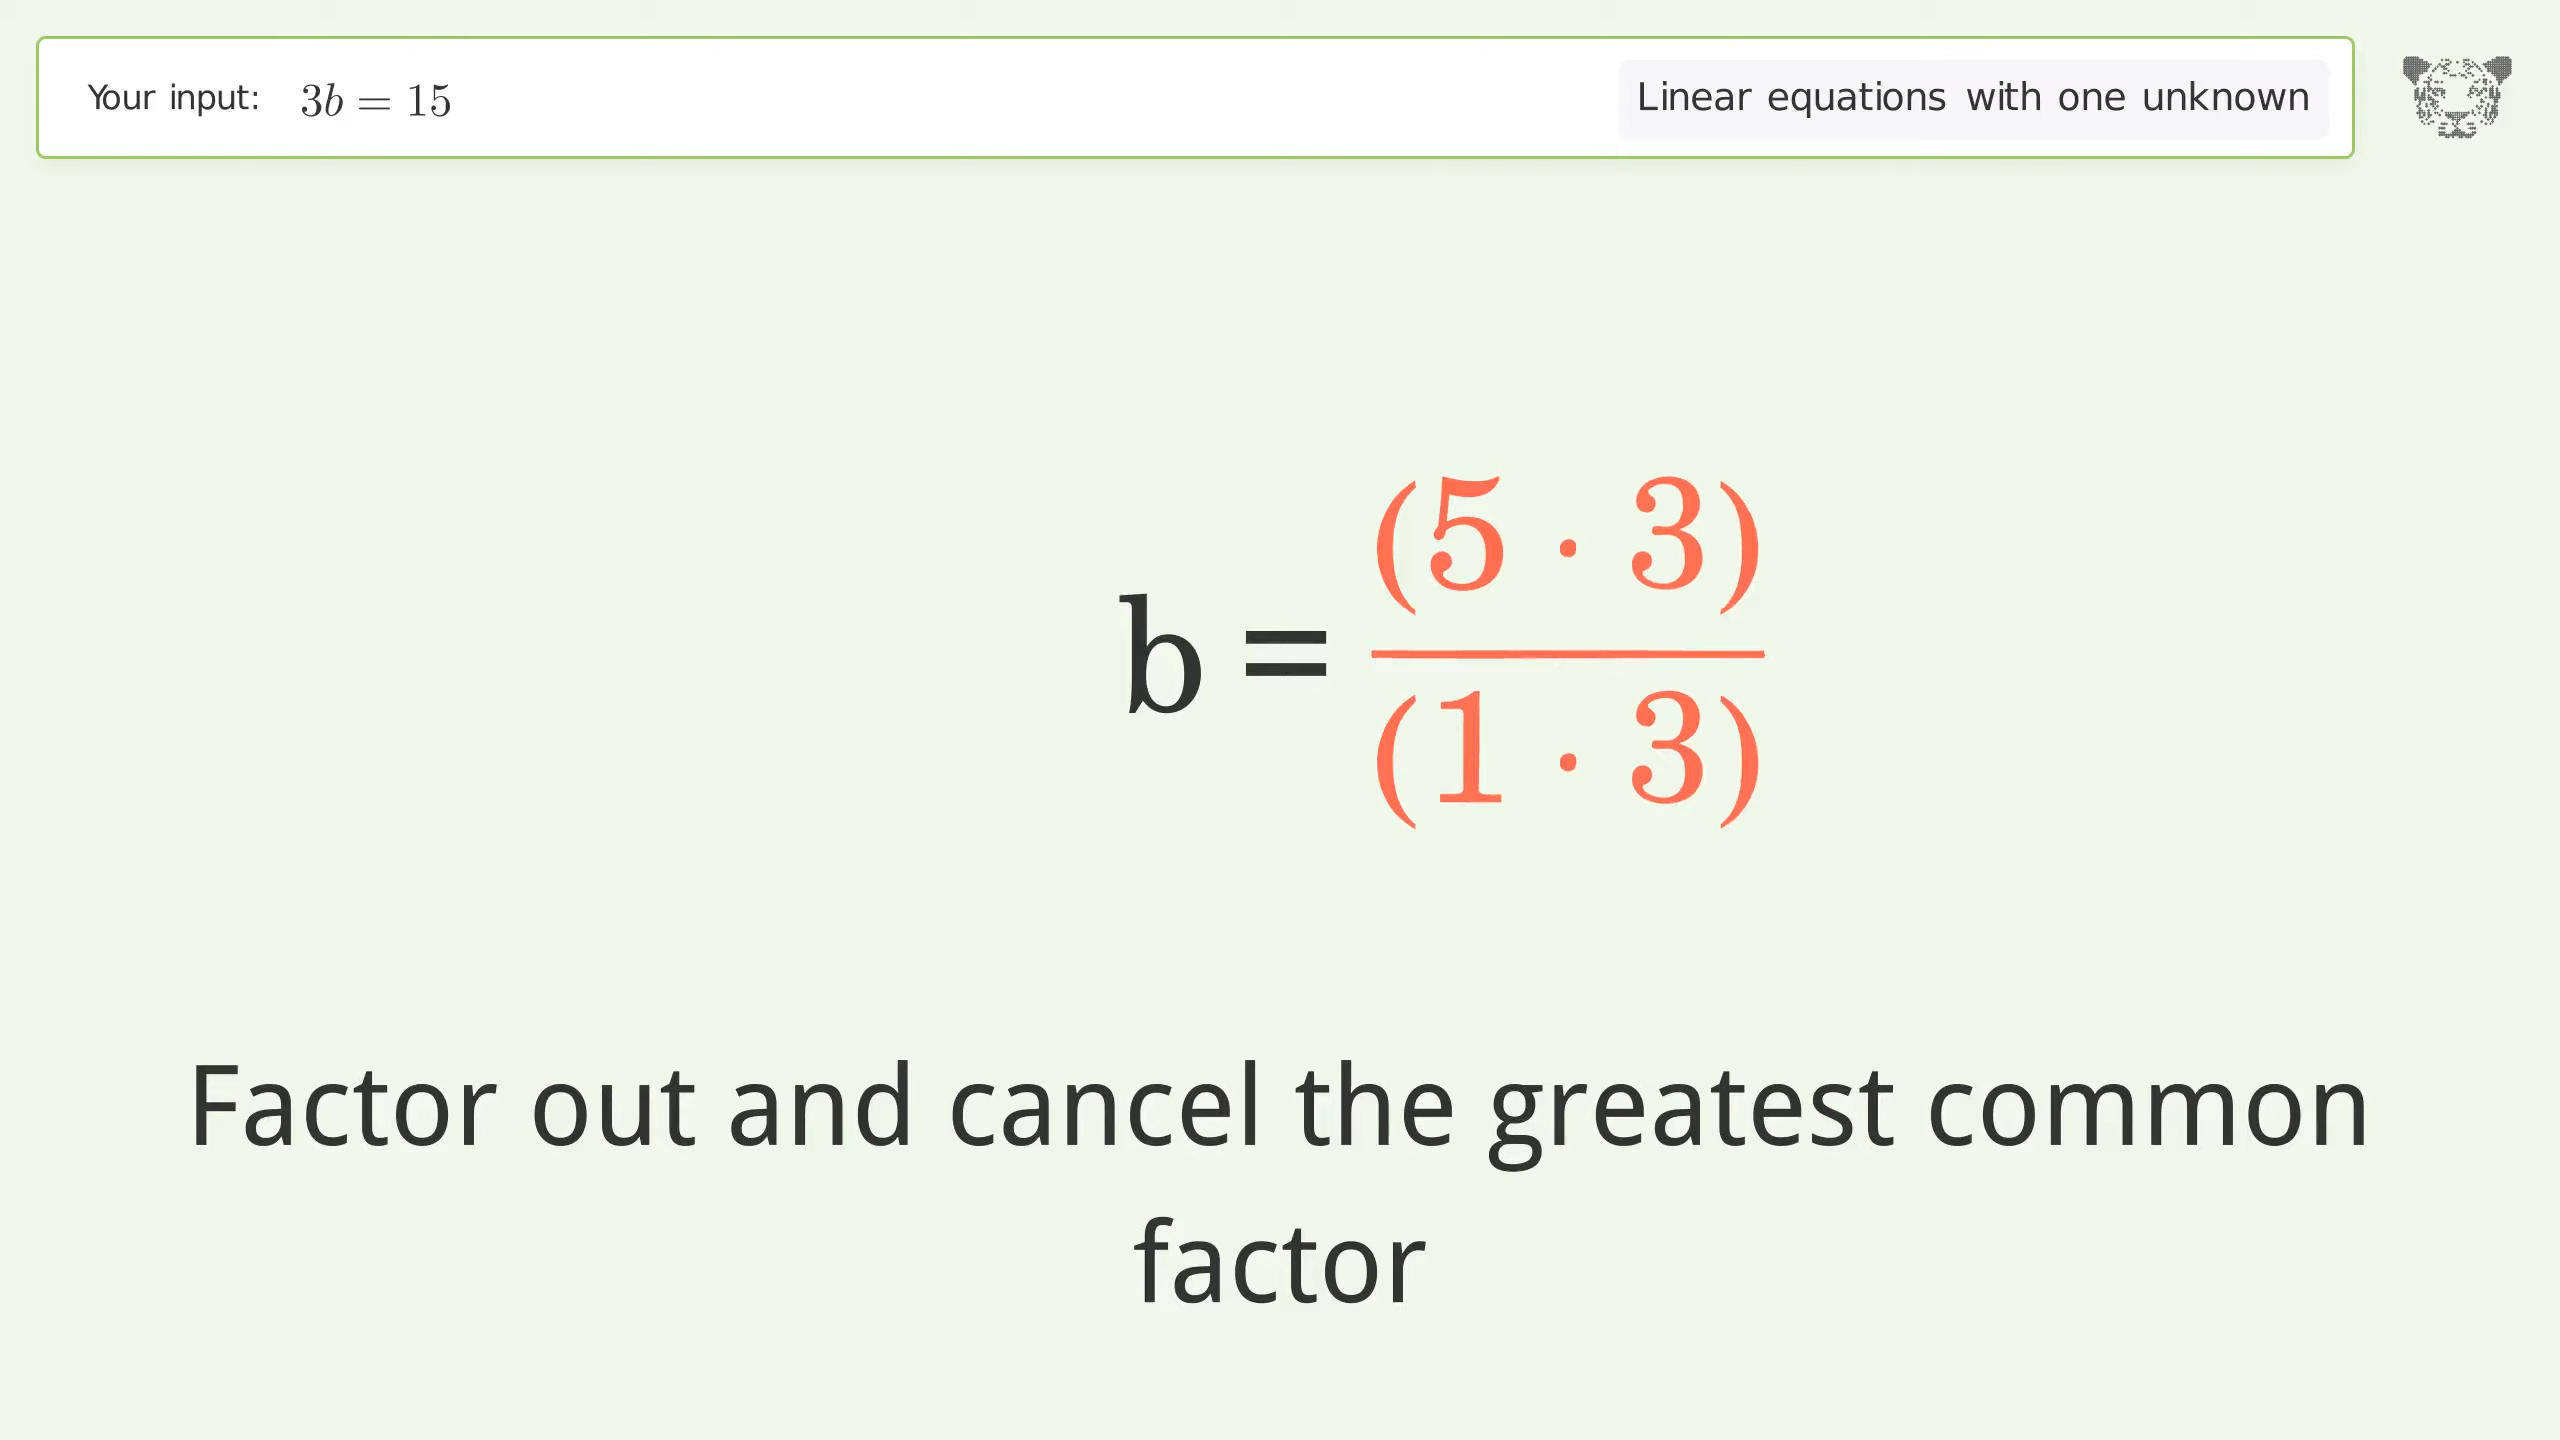 Your input: 3b = 15
Linear equations with one unknown
b = (5 · 3) / (1 · 3)
Factor out and cancel the greatest common
factor